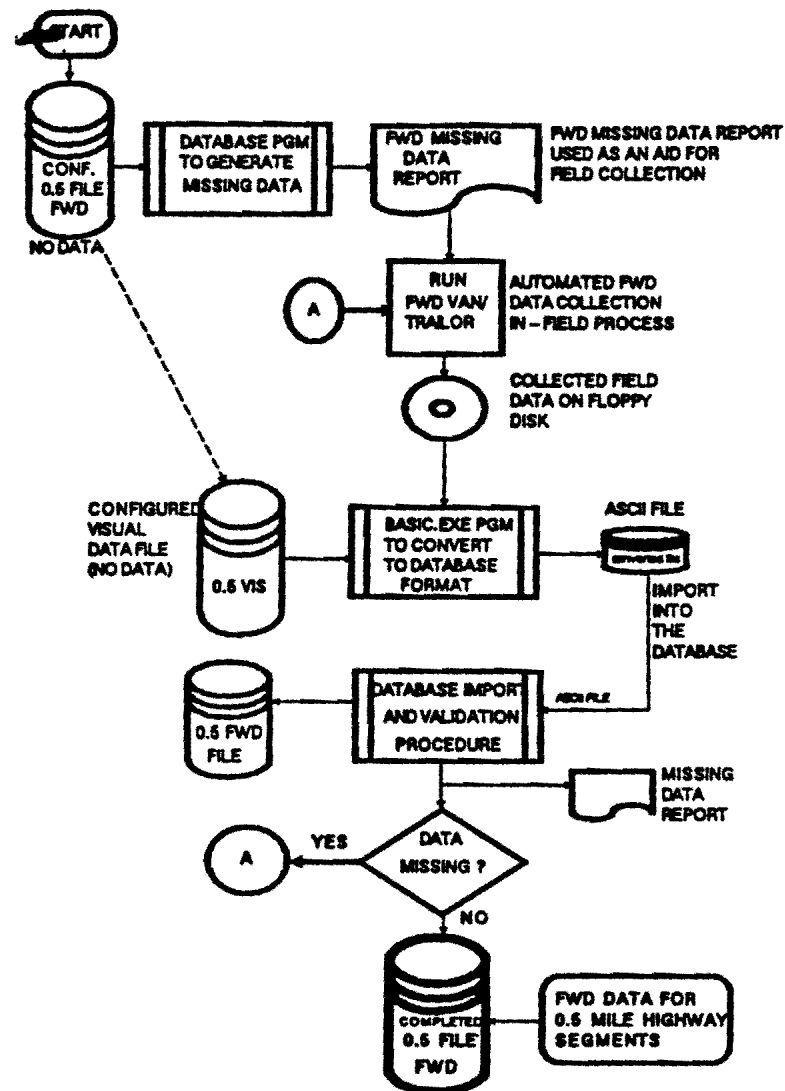 START
CONF.
0.5 FILE
FWD
NO DATA
DATABASE PGM
TO GENERATE
MISSING DATA
FWD MISSING
DATA
REPORT
FWD MISSING DATA REPORT
USED AS AN AID FOR
FIELD COLLECTION
A
RUN
FWD VAN/
TRAILOR
AUTOMATED FWD
DATA COLLECTION
IN - FIELD PROCESS
COLLECTED FIELD
DATA ON FLOPPY
DISK
CONFIGURED
VISUAL
DATA FILE
(NO DATA)
0.5 VIS
BASIC.EXE PGM
TO CONVERT
TO DATABASE
FORMAT
ASCII FILE
converted file
IMPORT
INTO
THE
DATABASE
0.5 FWD
FILE
DATABASE IMPORT
AND VALIDATION
PROCEDURE
ASCII FILE
MISSING
DATA
REPORT
A
YES
DATA
MISSING ?
NO
COMPLETED
0.5 FILE
FWD
FWD DATA FOR
0.5 MILE HIGHWAY
SEGMENTS